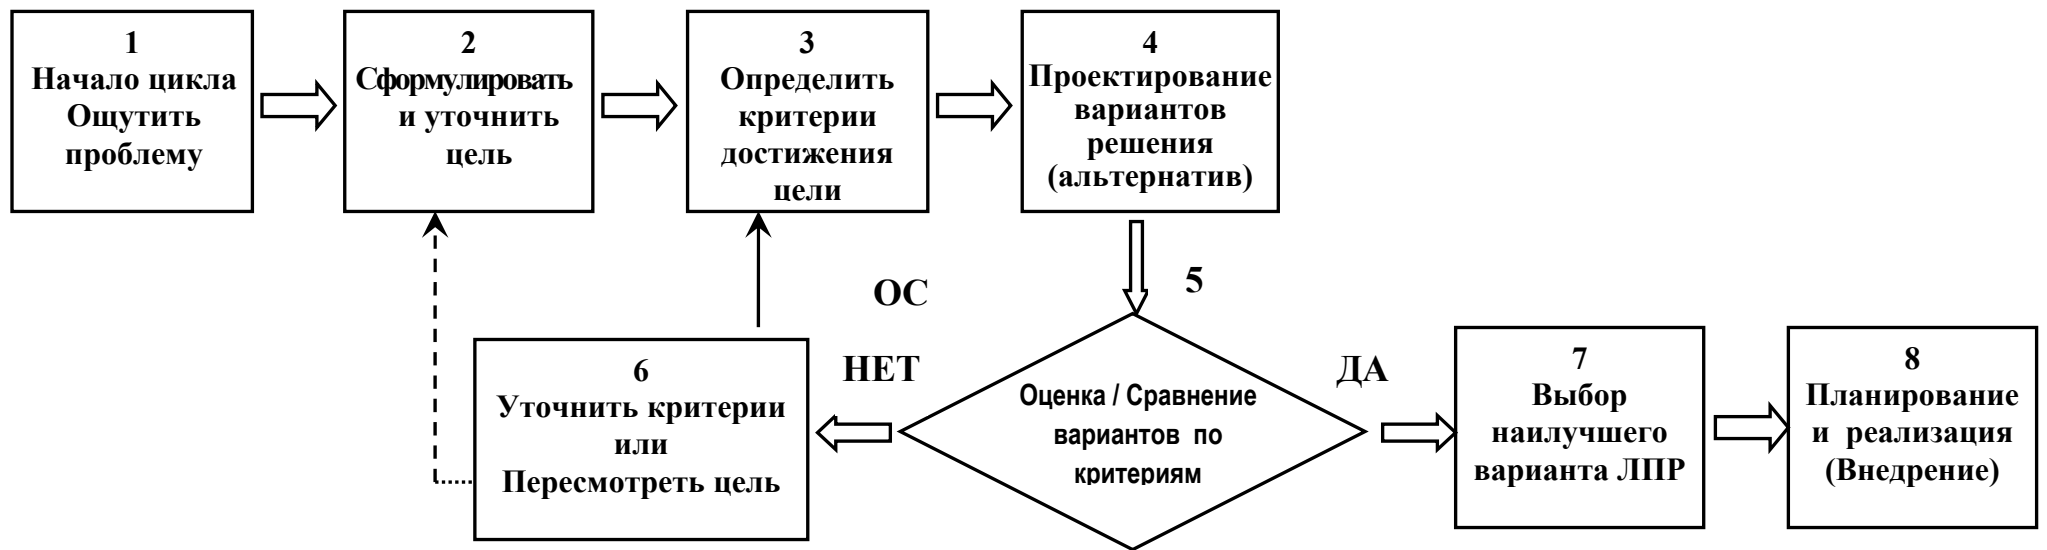 1
Начало цикла
Ощутить
проблему
2
Сформулировать
и уточнить
цель
3
Определить
критерии
достижения
цели
4
Проектирование
вариантов
решения
(альтернатив)
ОС
5
НЕТ
ДА
6
Уточнить критерии
или
Пересмотреть цель
Оценка / Сравнение
вариантов по
критериям
7
Выбор
наилучшего
варианта ЛПР
8
Планирование
и реализация
(Внедрение)